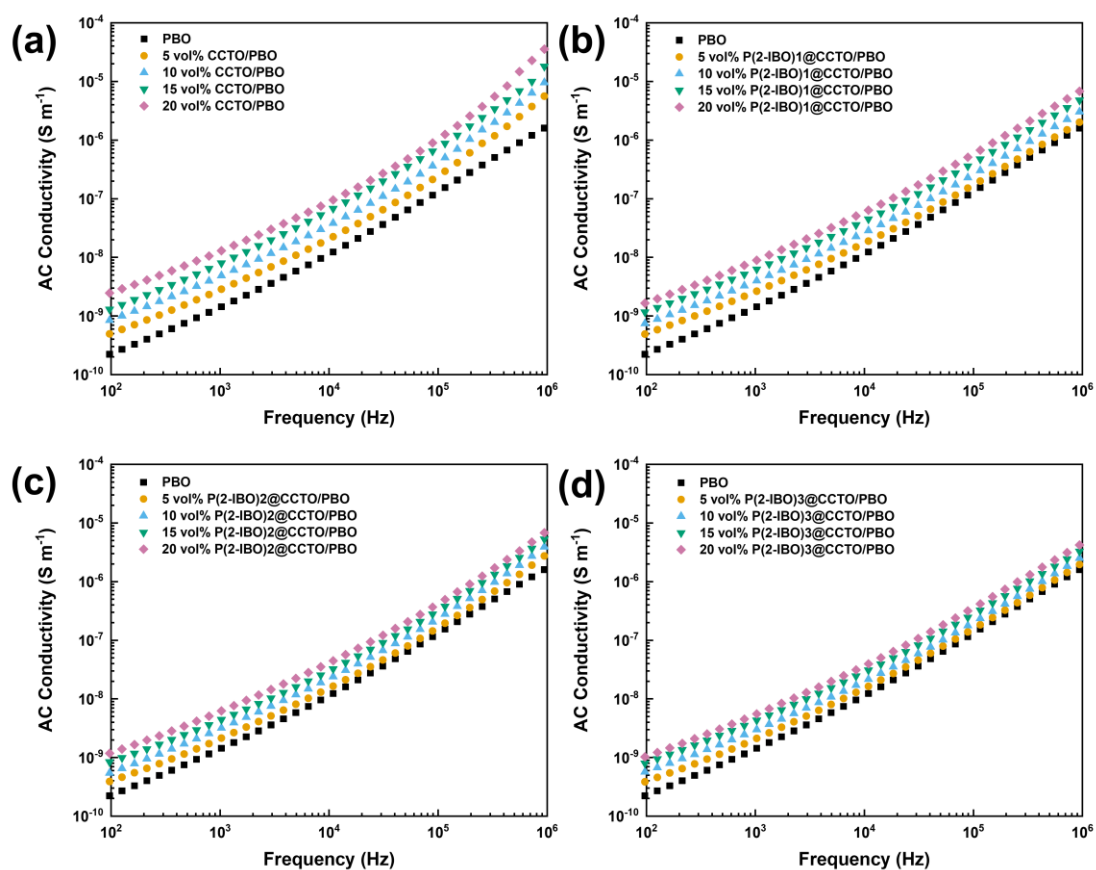 (a)
PBO
5 vol% CCTO/PBO
10 vol% CCTO/PBO
15 vol% CCTO/PBO
20 vol% CCTO/PBO
AC Conductivity (S m⁻¹)
10⁻⁴
10⁻⁵
10⁻⁶
10⁻⁷
10⁻⁸
10⁻⁹
10⁻¹⁰
10² 10³ 10⁴ 10⁵ 10⁶
Frequency (Hz)
(b)
PBO
5 vol% P(2-IBO)1@CCTO/PBO
10 vol% P(2-IBO)1@CCTO/PBO
15 vol% P(2-IBO)1@CCTO/PBO
20 vol% P(2-IBO)1@CCTO/PBO
AC Conductivity (S m⁻¹)
10⁻⁴
10⁻⁵
10⁻⁶
10⁻⁷
10⁻⁸
10⁻⁹
10⁻¹⁰
10² 10³ 10⁴ 10⁵ 10⁶
Frequency (Hz)
(c)
PBO
5 vol% P(2-IBO)2@CCTO/PBO
10 vol% P(2-IBO)2@CCTO/PBO
15 vol% P(2-IBO)2@CCTO/PBO
20 vol% P(2-IBO)2@CCTO/PBO
AC Conductivity (S m⁻¹)
10⁻⁴
10⁻⁵
10⁻⁶
10⁻⁷
10⁻⁸
10⁻⁹
10⁻¹⁰
10² 10³ 10⁴ 10⁵ 10⁶
Frequency (Hz)
(d)
PBO
5 vol% P(2-IBO)3@CCTO/PBO
10 vol% P(2-IBO)3@CCTO/PBO
15 vol% P(2-IBO)3@CCTO/PBO
20 vol% P(2-IBO)3@CCTO/PBO
AC Conductivity (S m⁻¹)
10⁻⁴
10⁻⁵
10⁻⁶
10⁻⁷
10⁻⁸
10⁻⁹
10⁻¹⁰
10² 10³ 10⁴ 10⁵ 10⁶
Frequency (Hz)